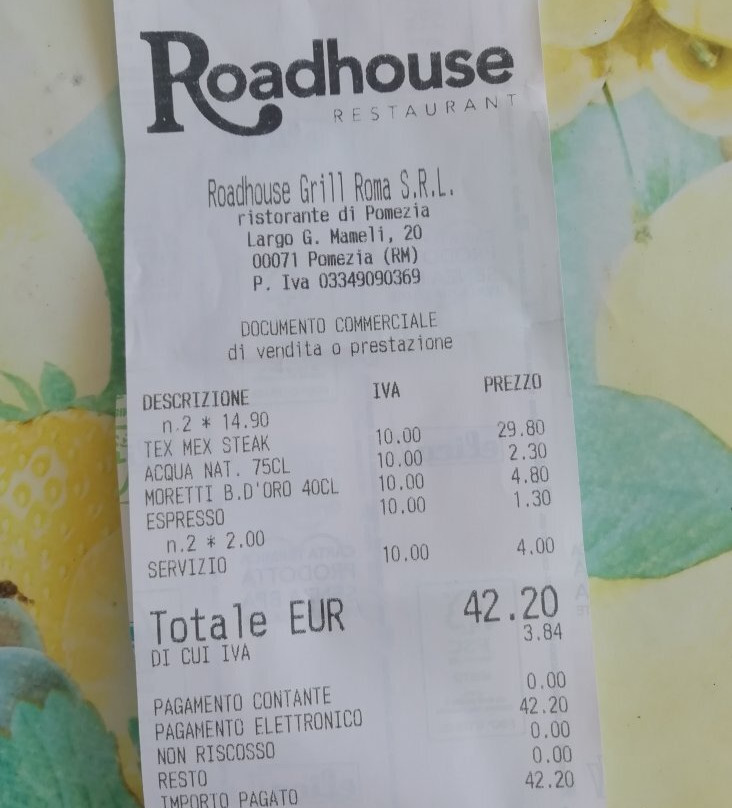 Roadhouse
RESTAURANT
Roadhouse Grill Roma S.R.L.
ristorante di Pomezia
Largo G. Mameli, 20
00071 Pomezia (RM)
P. Iva 03349090369
DOCUMENTO COMMERCIALE
di vendita o prestazione
DESCRIZIONE IVA PREZZO
n.2 * 14.90
TEX MEX STEAK 10.00 29.80
ACQUA NAT. 75CL 10.00 2.30
MORETTI B.D'ORO 40CL 10.00 4.80
ESPRESSO 10.00 1.30
n.2 * 2.00
SERVIZIO 10.00 4.00
Totale EUR 42.20
DI CUI IVA 3.84
PAGAMENTO CONTANTE 0.00
PAGAMENTO ELETTRONICO 42.20
NON RISCOSSO 0.00
RESTO 0.00
IMPORTO PAGATO 42.20